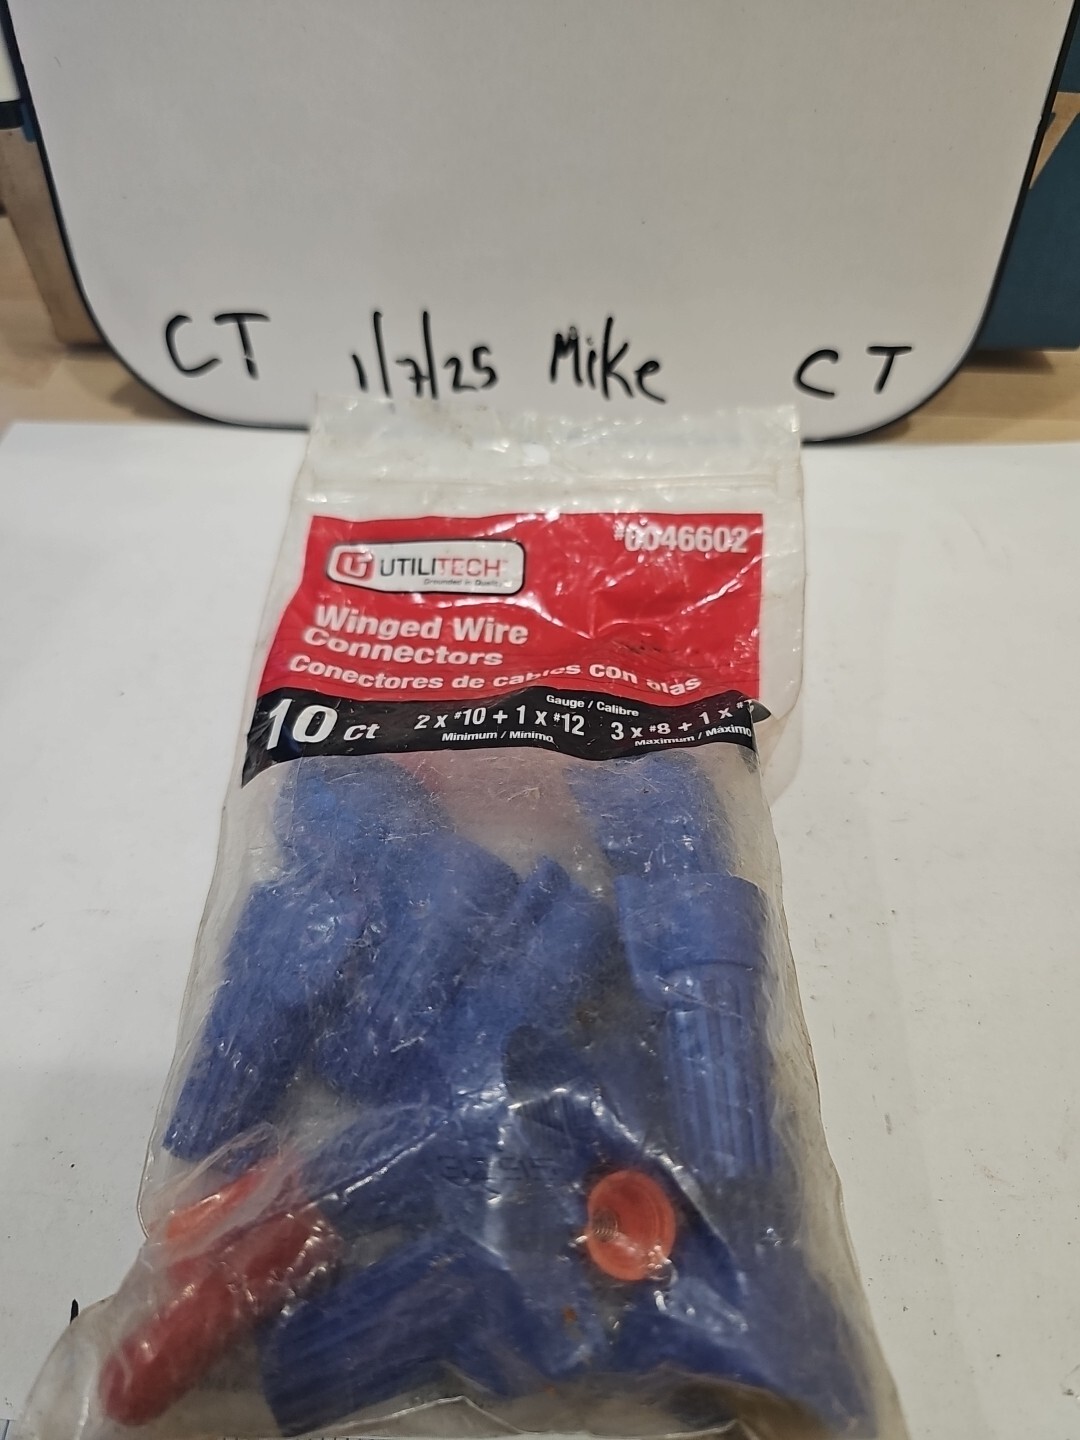 CT 1/7/25 Mike CT
#0046602
UTILITECH
Grounded in Quality
Winged Wire
Connectors
Conectores de cables con alas
Gauge / Calibre
10 ct 2 x #10 + 1 x #12 3 x #8 + 1 x #
Minimum / Mínimo Maximum / Máximo